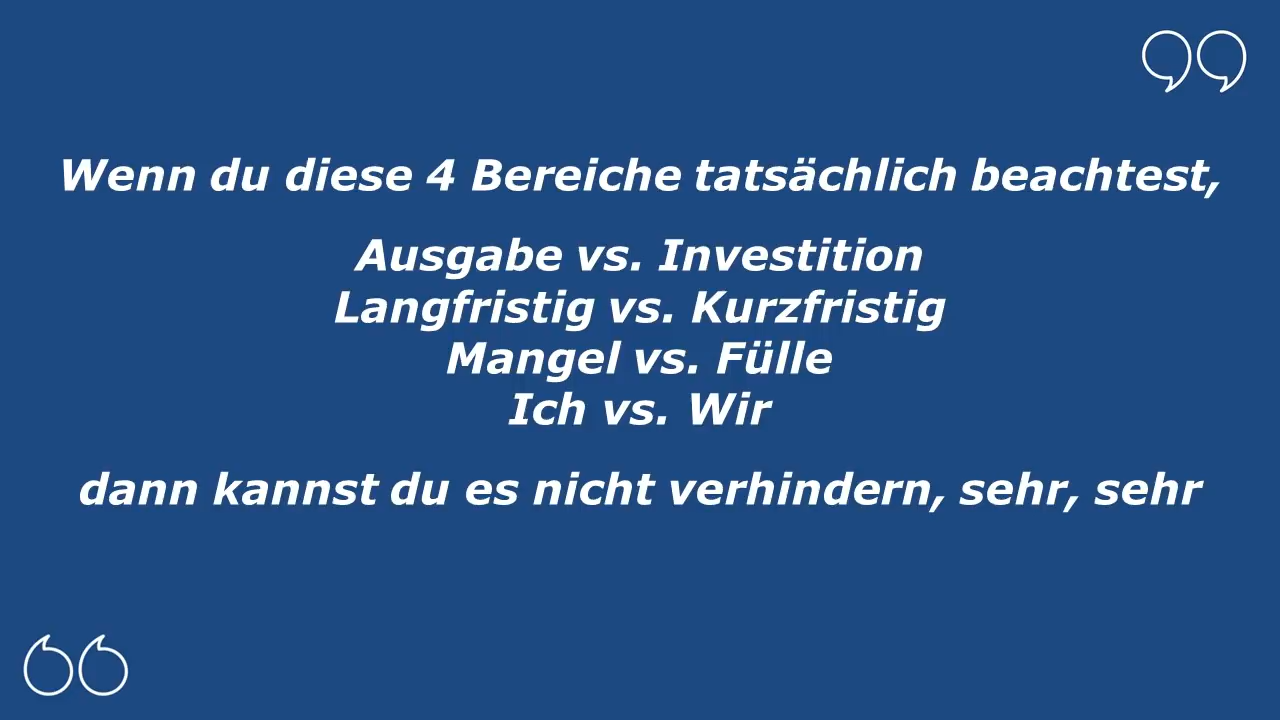 Wenn du diese 4 Bereiche tatsächlich beachtest,
Ausgabe vs. Investition
Langfristig vs. Kurzfristig
Mangel vs. Fülle
Ich vs. Wir
dann kannst du es nicht verhindern, sehr, sehr